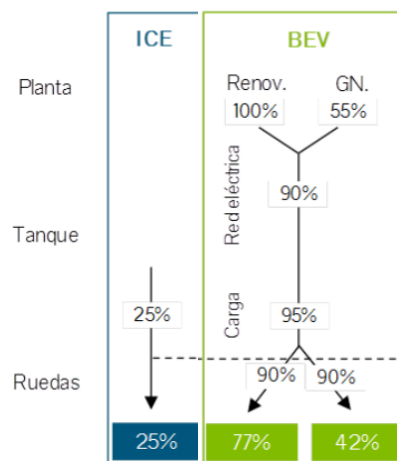 ICE
BEV
Planta
Renov.
GN.
100%
55%
Red eléctrica
90%
Tanque
25%
Carga
95%
Ruedas
90%
90%
25%
77%
42%